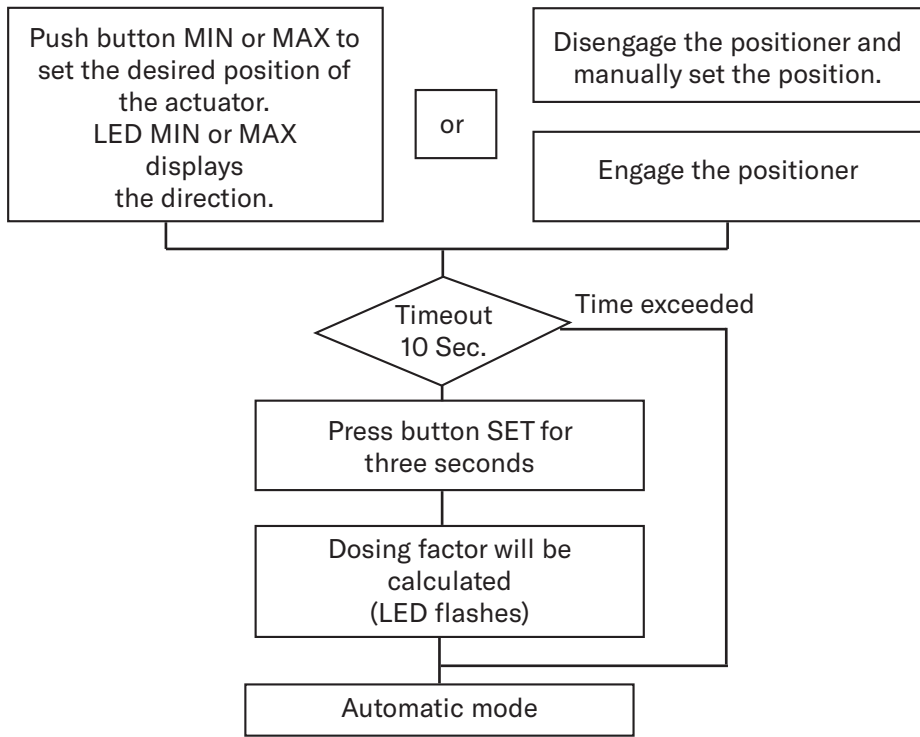 Push button MIN or MAX to
set the desired position of
the actuator.
LED MIN or MAX
displays
the direction.
or
Disengage the positioner and
manually set the position.
Engage the positioner
Timeout
10 Sec.
Time exceeded
Press button SET for
three seconds
Dosing factor will be
calculated
(LED flashes)
Automatic mode